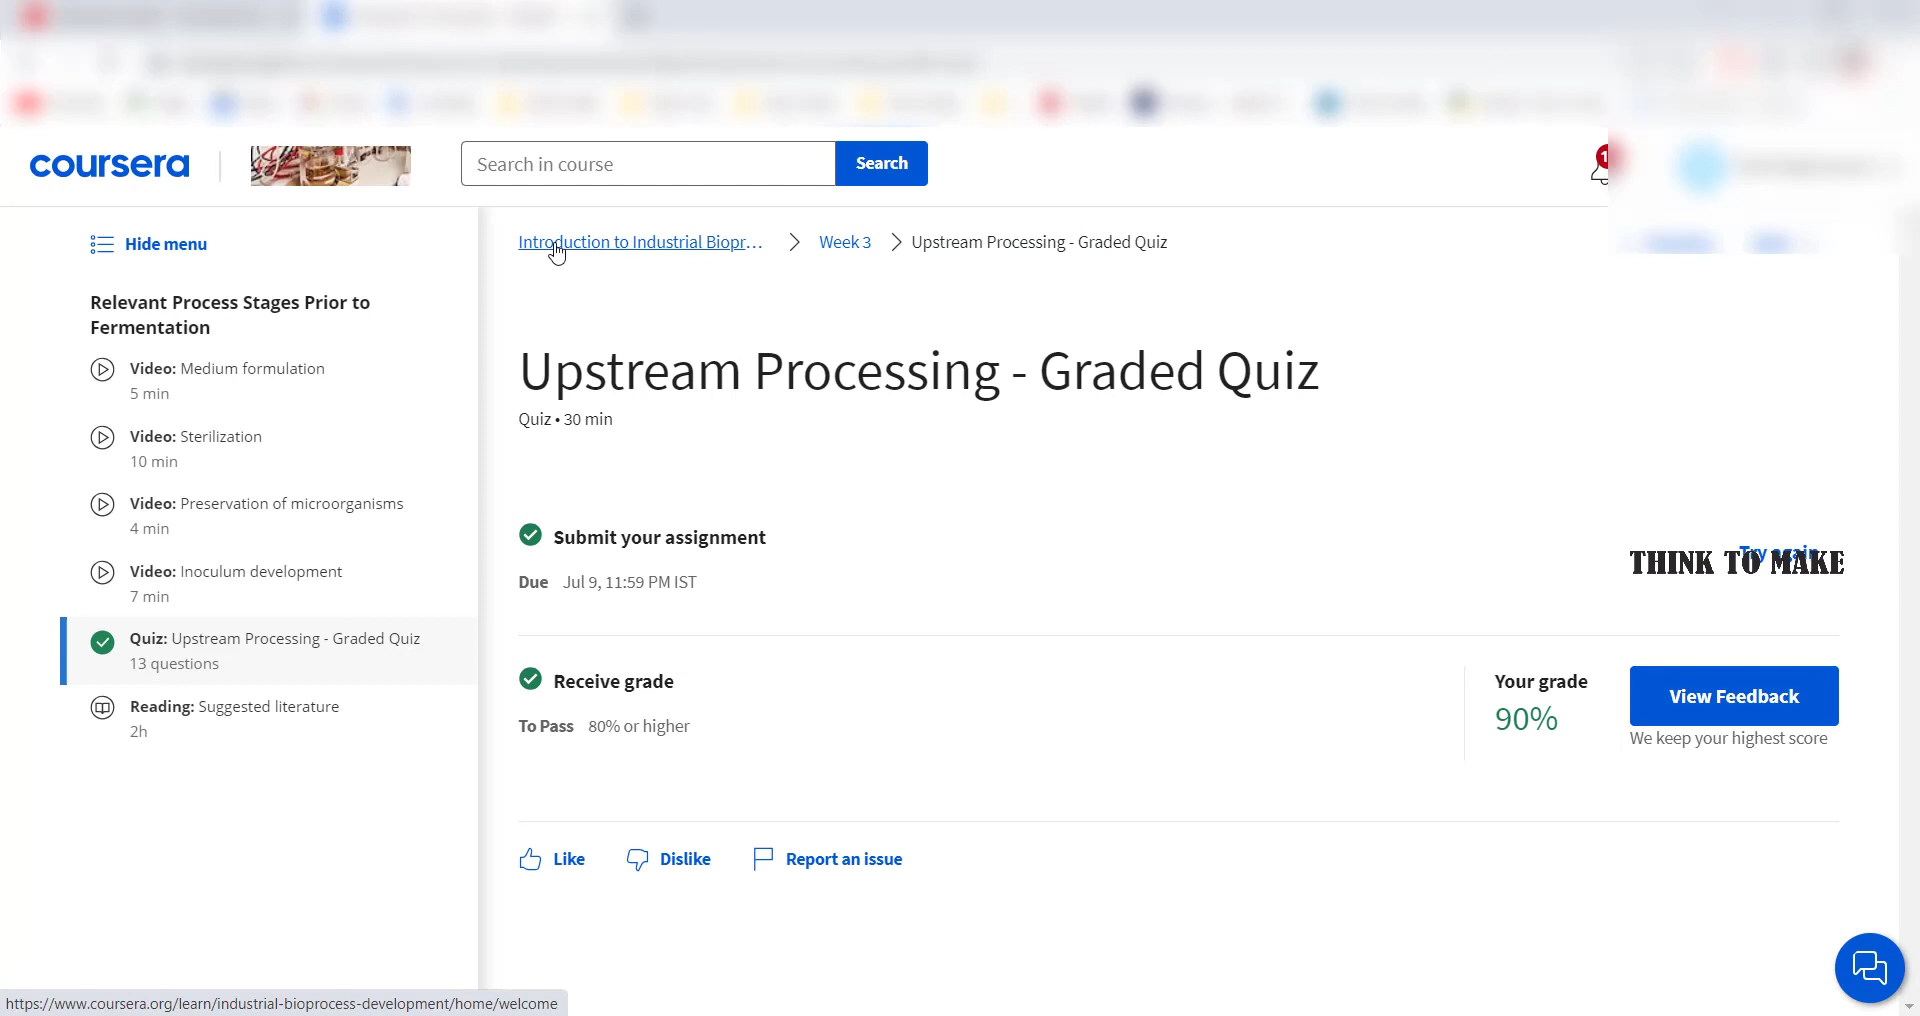 coursera
Search in course
Search
1
Hide menu
Introduction to Industrial Biopr...
Week 3
Upstream Processing - Graded Quiz
Relevant Process Stages Prior to
Fermentation
Video: Medium formulation
5 min
Video: Sterilization
10 min
Video: Preservation of microorganisms
4 min
Video: Inoculum development
7 min
Quiz: Upstream Processing - Graded Quiz
13 questions
Reading: Suggested literature
2h
Upstream Processing - Graded Quiz
Quiz • 30 min
Submit your assignment
Due Jul 9, 11:59 PM IST
Try again
THINK TO MAKE
Receive grade
To Pass 80% or higher
Your grade
90%
View Feedback
We keep your highest score
Like
Dislike
Report an issue
https://www.coursera.org/learn/industrial-bioprocess-development/home/welcome